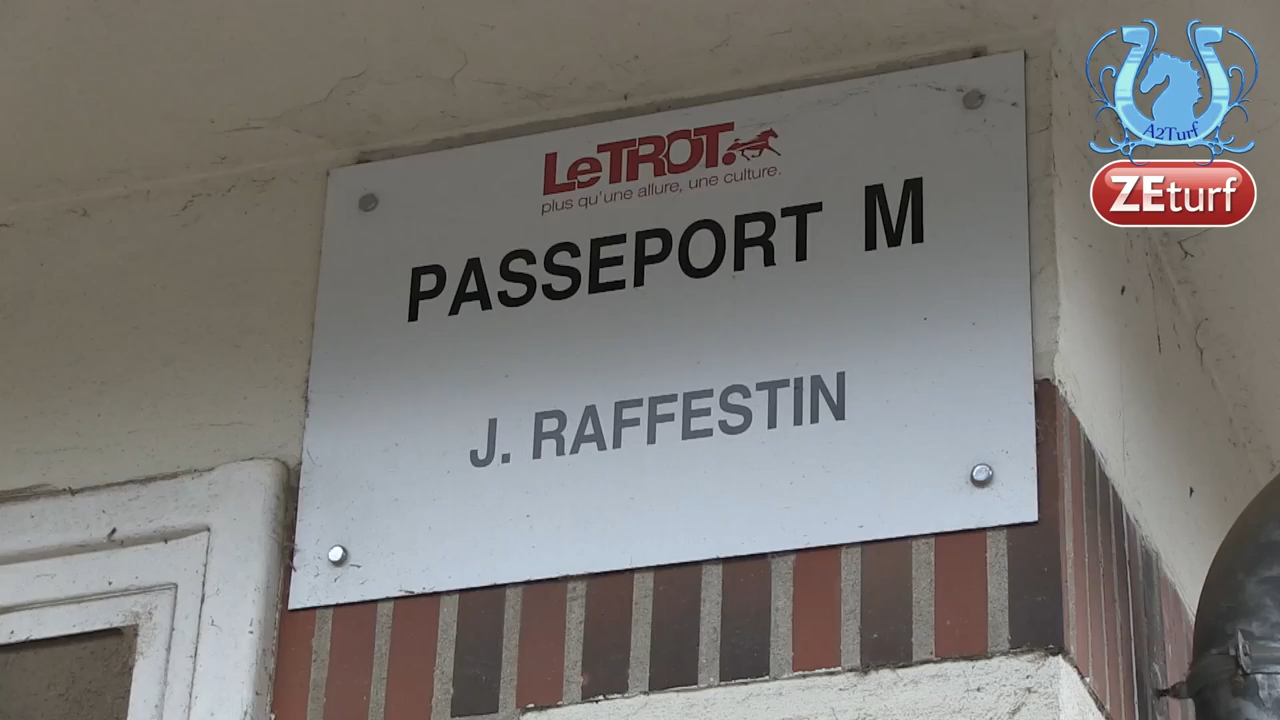 LeTROT.
plus qu'une allure, une culture.
PASSEPORT M
J. RAFFESTIN
A2Turf
ZEturf